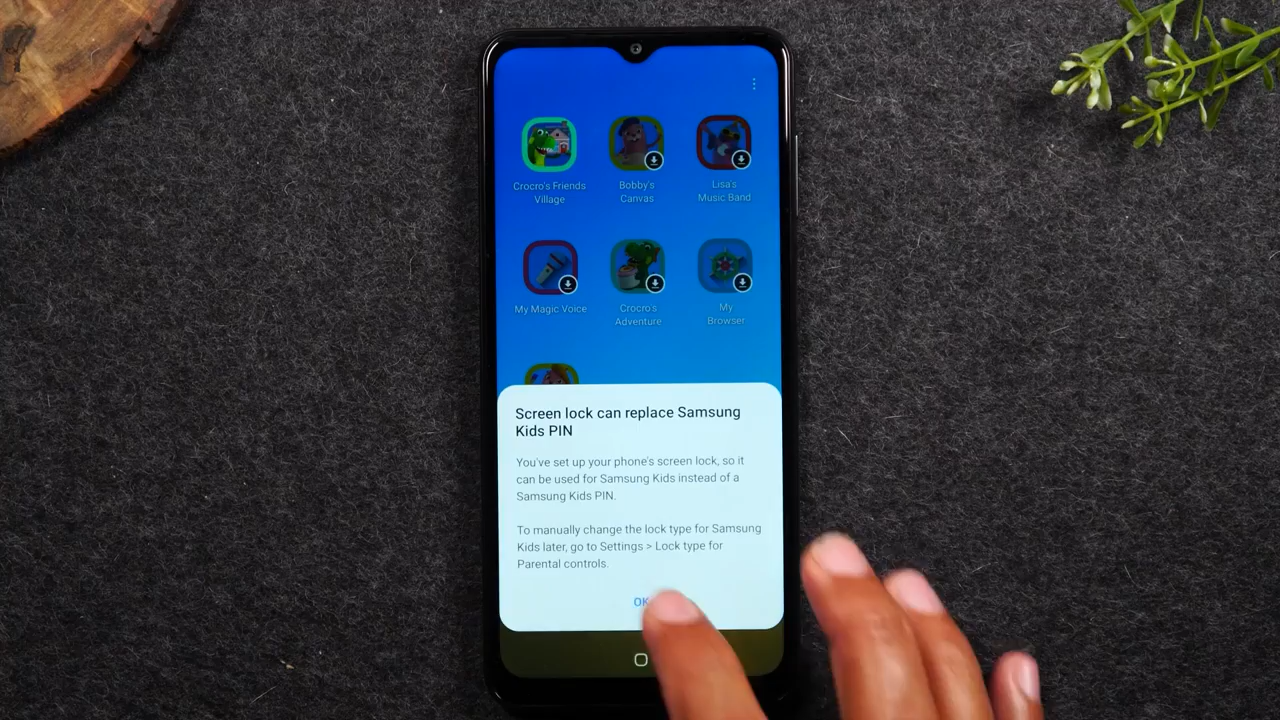 Crocro's Friends
Village
Bobby's
Canvas
Lisa's
Music Band
My Magic Voice
Crocro's
Adventure
My
Browser
Screen lock can replace Samsung
Kids PIN
You've set up your phone's screen lock, so it
can be used for Samsung Kids instead of a
Samsung Kids PIN.
To manually change the lock type for Samsung
Kids later, go to Settings > Lock type for
Parental controls.
OK